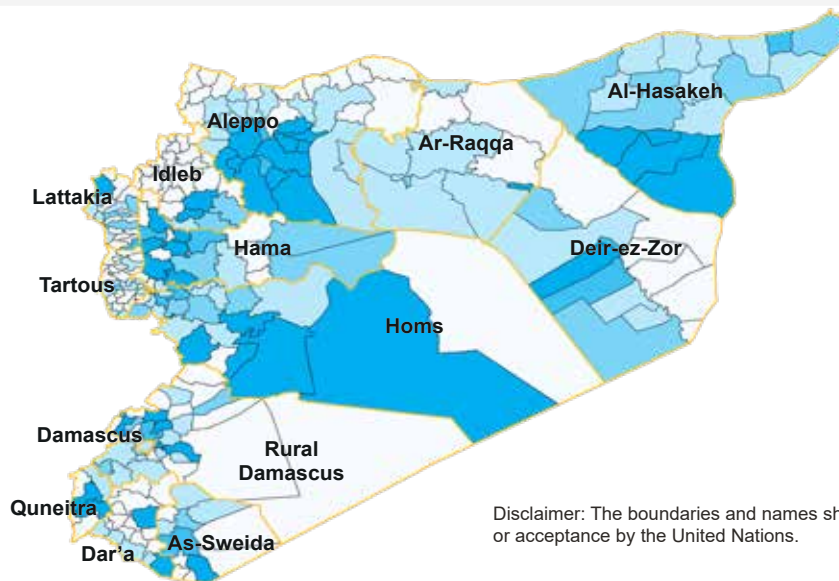 Al-Hasakeh
Aleppo
Ar-Raqqa
Idleb
Lattakia
Hama
Deir-ez-Zor
Tartous
Homs
Damascus
Rural
Damascus
Quneitra
As-Sweida
Dar'a
Disclaimer: The boundaries and names
or acceptance by the United Nations.